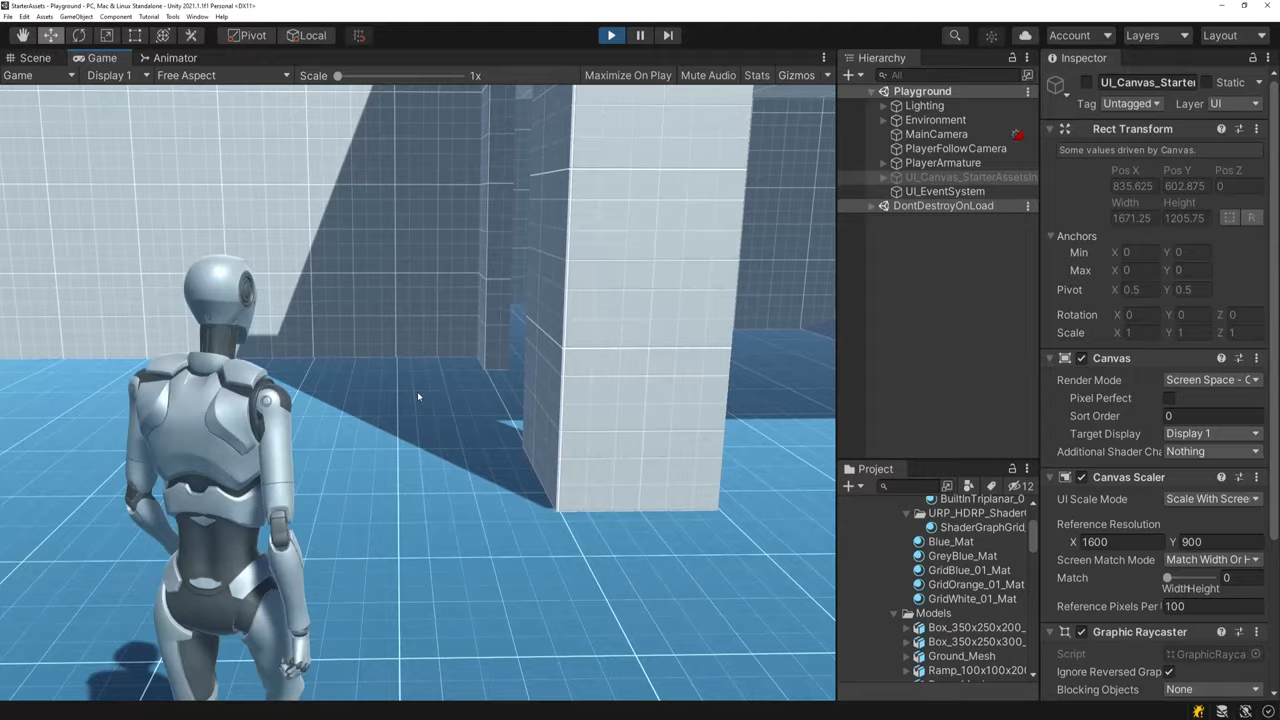 StarterAssets - Playground - PC, Mac & Linux Standalone - Unity 2021.1.1f1 Personal <DX11>
File Edit Assets GameObject Component Tutorial Tools Window Help
Pivot Local Account Layers Layout
Scene Game Animator
Game Display 1 Free Aspect Scale 1x Maximize On Play Mute Audio Stats Gizmos
Hierarchy
All
Playground
Lighting
Environment
MainCamera
PlayerFollowCamera
PlayerArmature
UI_Canvas_StarterAssetsIn
UI_EventSystem
DontDestroyOnLoad
Project
12
BuiltInTriplanar_0
URP_HDRP_Shader
ShaderGraphGrid
Blue_Mat
GreyBlue_Mat
GridBlue_01_Mat
GridOrange_01_Mat
GridWhite_01_Mat
Models
Box_350x250x200_
Box_350x250x300_
Ground_Mesh
Ramp_100x100x20
Inspector
UI_Canvas_Starter Static
Tag Untagged Layer UI
Rect Transform
Some values driven by Canvas.
Pos X Pos Y Pos Z
835.625 602.875 0
Width Height
1671.25 1205.75 R
Anchors
Min X 0 Y 0
Max X 0 Y 0
Pivot X 0.5 Y 0.5
Rotation X 0 Y 0 Z 0
Scale X 1 Y 1 Z 1
Canvas
Render Mode Screen Space -
Pixel Perfect
Sort Order 0
Target Display Display 1
Additional Shader Cha Nothing
Canvas Scaler
UI Scale Mode Scale With Scree
Reference Resolution
X 1600 Y 900
Screen Match Mode Match Width Or H
Match 0
Width Height
Reference Pixels Per 100
Graphic Raycaster
Script GraphicRayca
Ignore Reversed Grap
Blocking Objects None